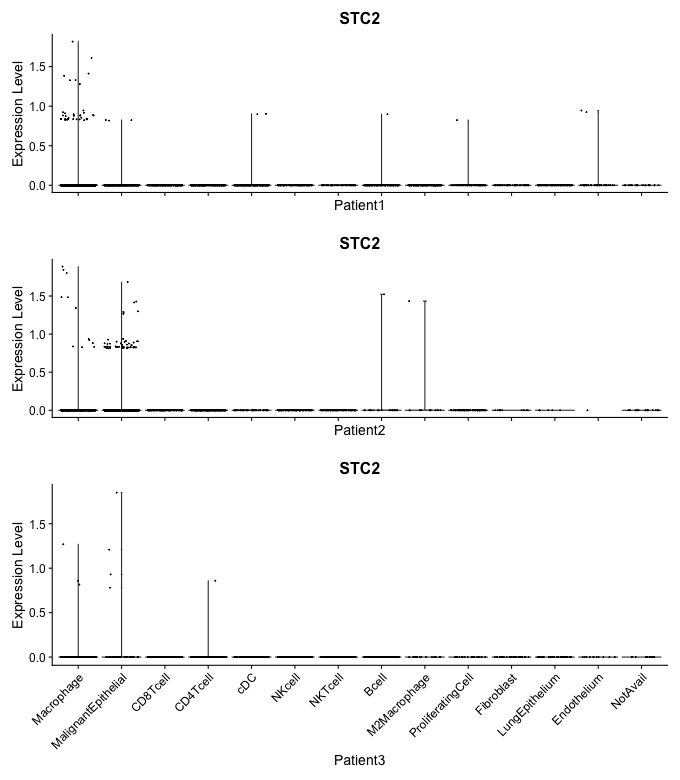 STC2
Expression Level
1.5
1.0
0.5
0.0
Patient1
STC2
Expression Level
1.5
1.0
0.5
0.0
Patient2
STC2
Expression Level
1.5
1.0
0.5
0.0
Macrophage
MalignantEpithelial
CD8Tcell
CD4Tcell
cDC
NKcell
NKTcell
Bcell
M2Macrophage
ProliferatingCell
Fibroblast
LungEpithelium
Endothelium
NotAvail
Patient3